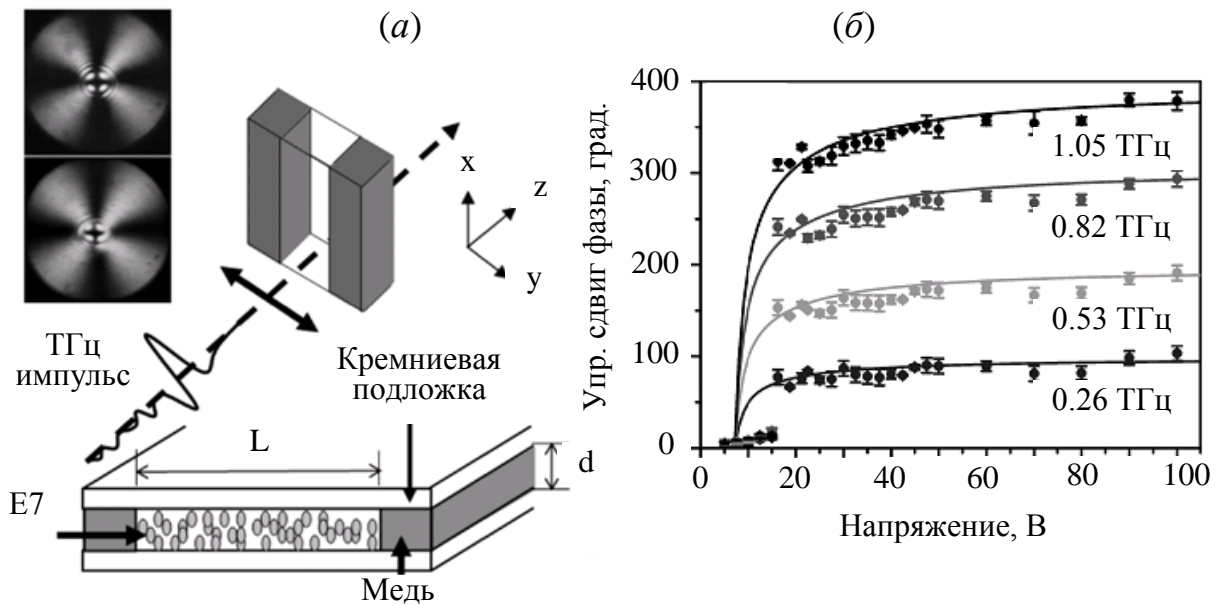 (а)
x
z
y
ТГц
импульс
Кремниевая
подложка
L
d
E7
Медь
(б)
Упр. сдвиг фазы, град.
400
300
200
100
0
1.05 ТГц
0.82 ТГц
0.53 ТГц
0.26 ТГц
0
20
40
60
80
100
Напряжение, В